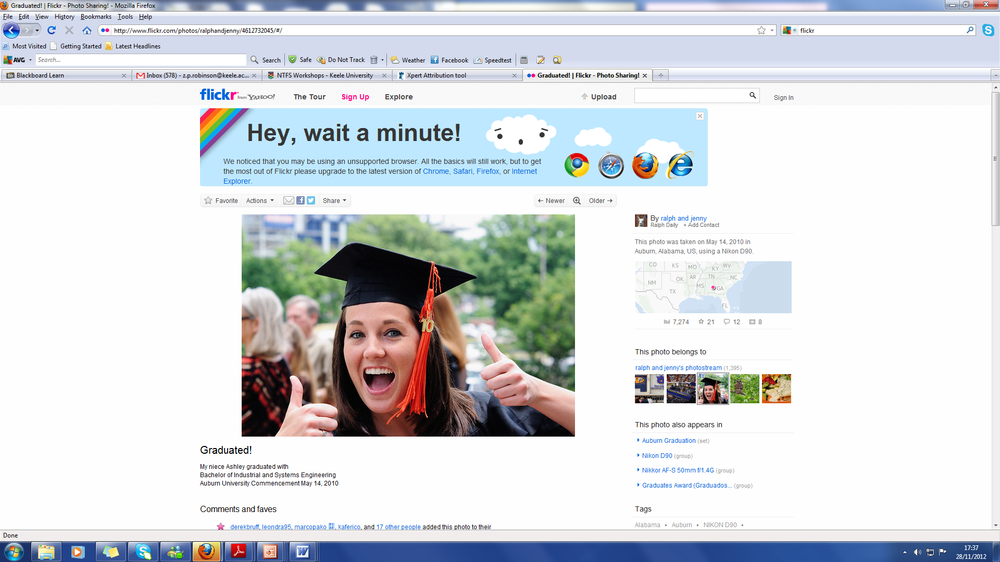 Graduated! | Flickr - Photo Sharing! - Mozilla Firefox
File Edit View History Bookmarks Tools Help
http://www.flickr.com/photos/ralphandjenny/4612732045/#/
flickr
Most Visited Getting Started Latest Headlines
AVG Search... Search Safe Do Not Track Weather Facebook Speedtest
Blackboard Learn
Inbox (578) - z.p.robinson@keele.ac...
NTFS Workshops - Keele University
Xpert Attribution tool
Graduated! | Flickr - Photo Sharing!
flickr from YAHOO! The Tour Sign Up Explore Upload Sign In
Hey, wait a minute!
We noticed that you may be using an unsupported browser. All the basics will still work, but to get
the most out of Flickr please upgrade to the latest version of Chrome, Safari, Firefox, or Internet
Explorer.
Favorite Actions Share
Newer Older
10
Graduated!
My niece Ashley graduated with
Bachelor of Industrial and Systems Engineering
Auburn University Commencement May 14, 2010
Comments and faves
derekbruff, leondra95, marcopako, kaferico, and 17 other people added this photo to their
By ralph and jenny
Ralph Daily + Add Contact
This photo was taken on May 14, 2010 in
Auburn, Alabama, US, using a Nikon D90.
CO KS MO KY WV
NM OK AR TN NC
TX MS GA
FL
7,274 21 12 8
This photo belongs to
ralph and jenny's photostream (1,395)
This photo also appears in
Auburn Graduation (set)
Nikon D90 (group)
Nikkor AF-S 50mm f/1.4G (group)
Graduates Award (Graduados... (group)
Tags
Alabama • Auburn • NIKON D90 •
Done
17:37
28/11/2012